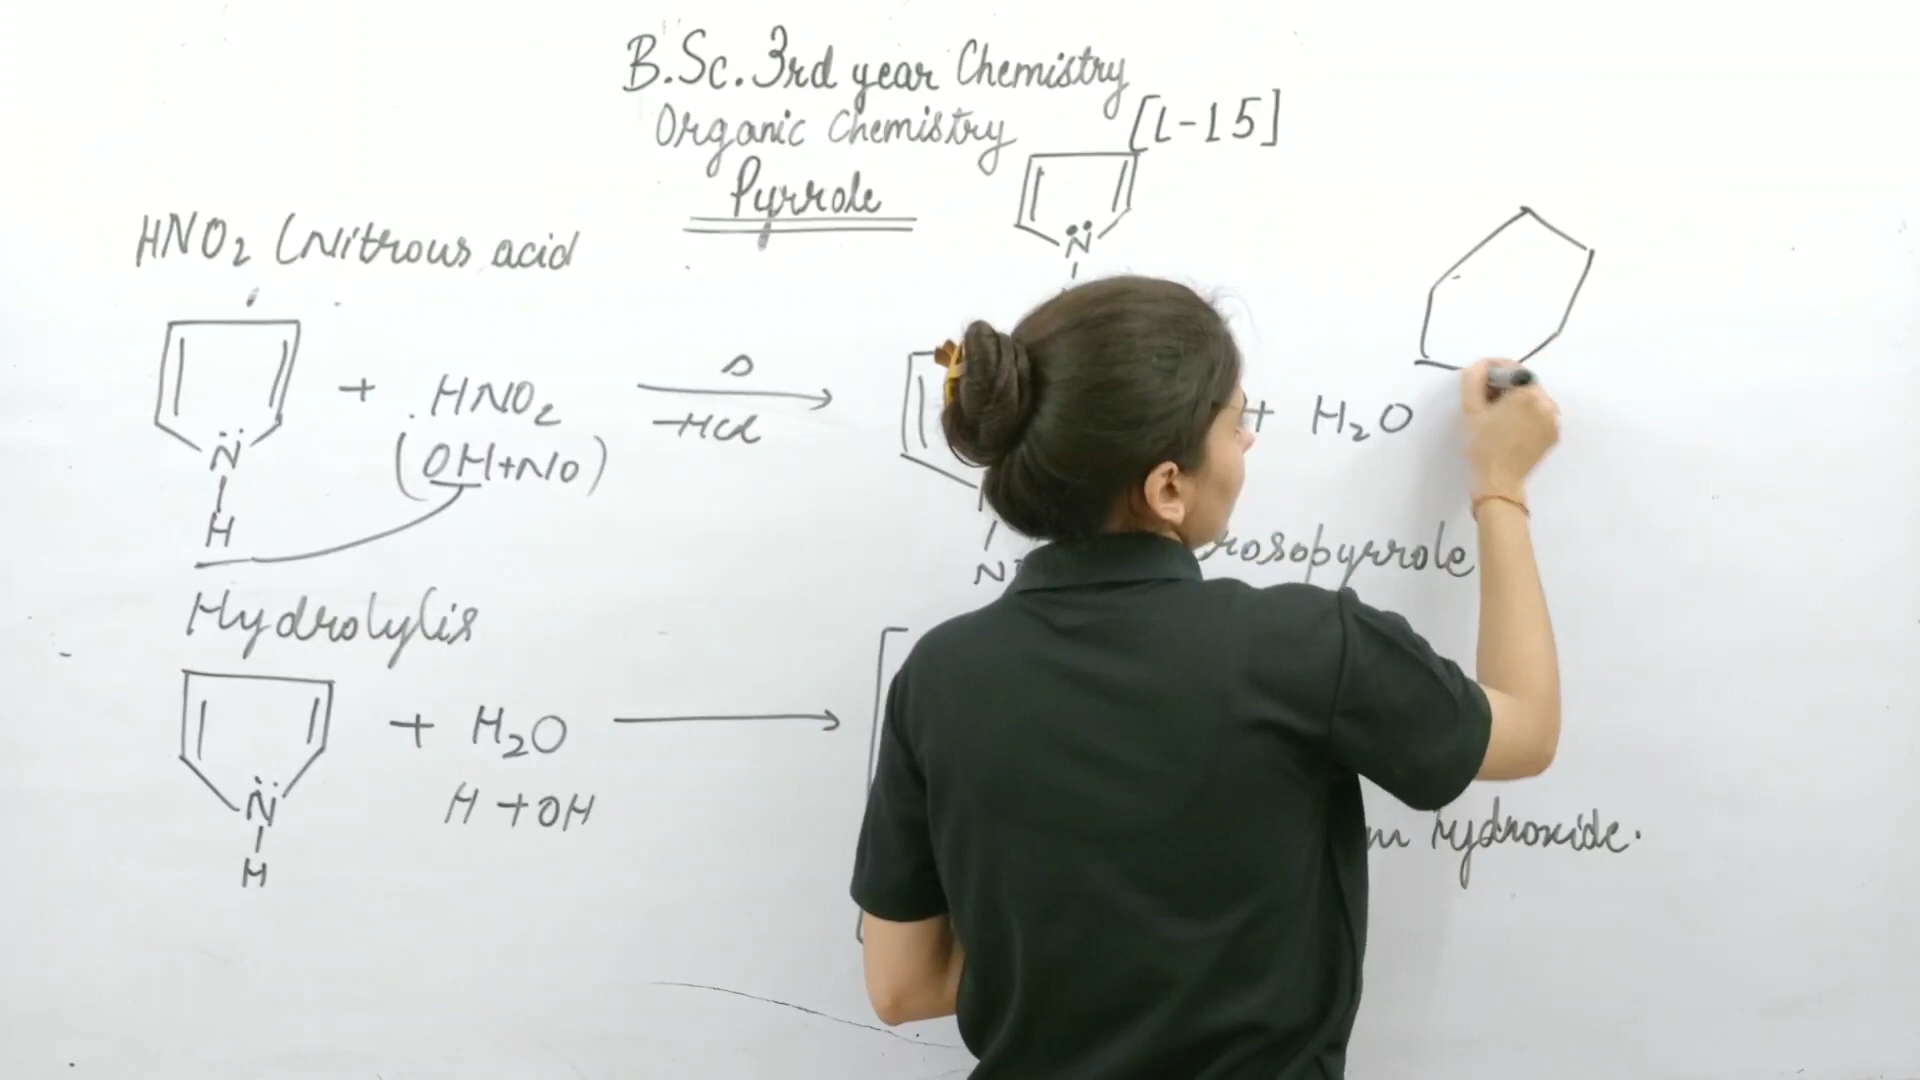 B.Sc. 3rd year Chemistry
Organic Chemistry [L-15]
Pyrrole
N
HNO2 (Nitrous acid
N
H
+ HNO2
(OH+NO)
Δ
-HCl
N
+ H2O
rosopyrrole
Hydrolylis
N
H
+ H2O
H + OH
m hydroxide.